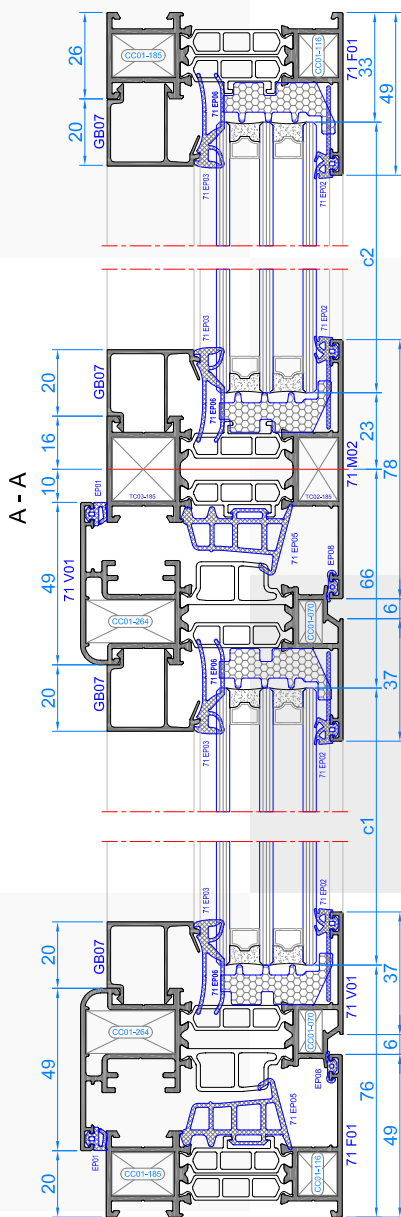 26
CC01-185
CC01-116
71 F01
33
49
20
GB07
71 EP06
71 EP03
71 EP02
c2
71 EP03
71 EP02
20
GB07
71 EP06
16
23
78
A - A
10
TC03-185
TC02-185
71 M02
EP01
71 V01
49
71 EP05
EP08
66
CC01-264
CC01-070
6
GB07
20
71 EP06
37
71 EP03
71 EP02
c1
71 EP03
71 EP02
20
GB07
71 EP06
71 V01
37
49
CC01-264
CC01-070
6
EP08
76
EP01
71 EP05
71 F01
49
20
CC01-185
CC01-116